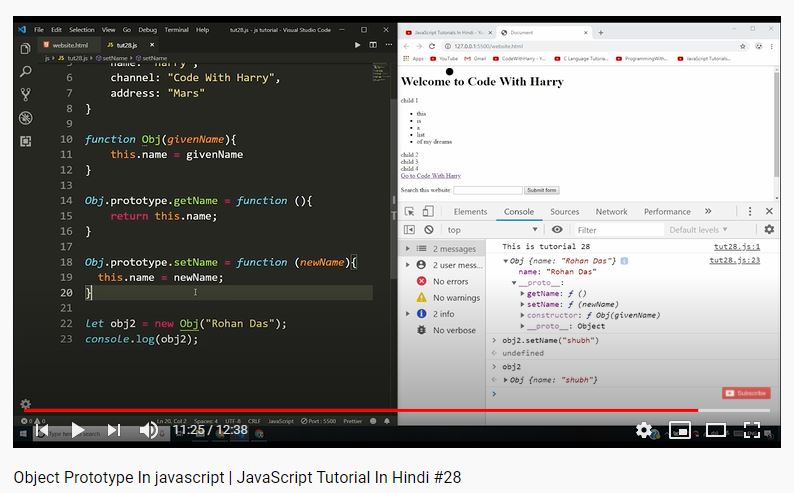 File Edit Selection View Go Debug Terminal Help tut28.js - js tutorial - Visual Studio Code
website.html JS tut28.js
js > JS tut28.js > setName > setName
name: "Harry",
6 channel: "Code With Harry",
7 address: "Mars"
8 }
9
10 function Obj(givenName){
11 this.name = givenName
12 }
13
14 Obj.prototype.getName = function (){
15 return this.name;
16 }
17
18 Obj.prototype.setName = function (newName){
19 this.name = newName;
20 }
21
22 let obj2 = new Obj("Rohan Das");
23 console.log(obj2);
Ln 20, Col 2 Spaces: 4 UTF-8 CRLF JavaScript Port : 5500 Prettier
JavaScript Tutorials In Hindi - Document
127.0.0.1:5500/website.html
Apps YouTube Gmail CodeWithHarry - Y... C Language Tutoria... ProgrammingWith... JavaScript Tutorials...
Welcome to Code With Harry
child 1
this
is
a
list
of my dreams
child 2
child 3
child 4
Go to Code With Harry
Search this website: Submit form
Elements Console Sources Network Performance »
top Filter Default levels
2 messages
2 user mess...
No errors
No warnings
2 info
No verbose
This is tutorial 28 tut28.js:1
Obj {name: "Rohan Das"} tut28.js:23
name: "Rohan Das"
__proto__:
getName: ƒ ()
setName: ƒ (newName)
constructor: ƒ Obj(givenName)
__proto__: Object
obj2.setName("shubh")
undefined
obj2
Obj {name: "shubh"}
Subscribe
11:25 / 12:38
Object Prototype In javascript | JavaScript Tutorial In Hindi #28